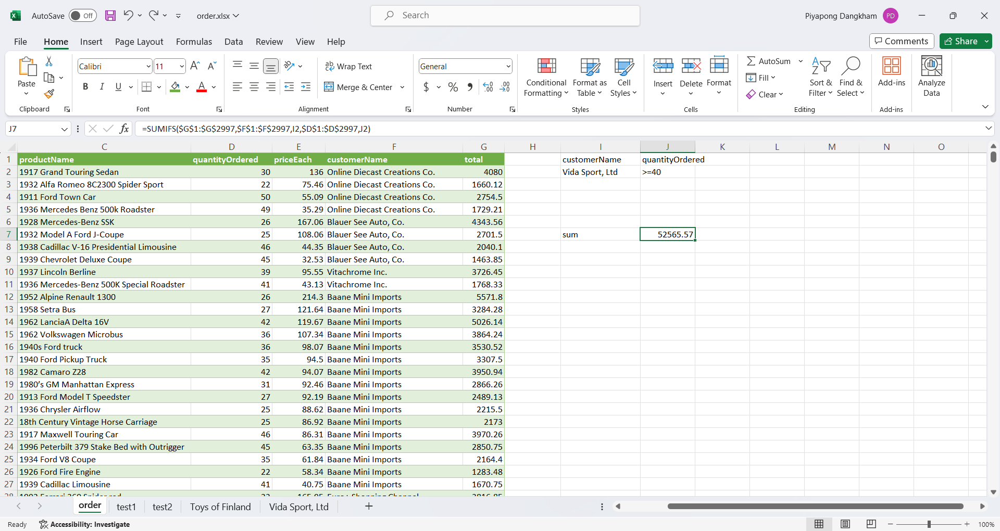 AutoSave Off order.xlsx Search Piyapong Dangkham PD
File Home Insert Page Layout Formulas Data Review View Help Comments Share
Paste Calibri 11 Wrap Text General Conditional Formatting Format as Table Cell Styles Insert Delete Format AutoSum Sort & Filter Find & Select Add-ins Analyze Data
B I U Merge & Center $ % Fill Clear
Clipboard Font Alignment Number Styles Cells Editing Add-ins
J7 fx =SUMIFS($G$1:$G$2997,$F$1:$F$2997,I2,$D$1:$D$2997,J2)
C D E F G H I J K L M N O
1 productName quantityOrdered priceEach customerName total customerName quantityOrdered
2 1917 Grand Touring Sedan 30 136 Online Diecast Creations Co. 4080 Vida Sport, Ltd >=40
3 1932 Alfa Romeo 8C2300 Spider Sport 22 75.46 Online Diecast Creations Co. 1660.12
4 1911 Ford Town Car 50 55.09 Online Diecast Creations Co. 2754.5
5 1936 Mercedes Benz 500k Roadster 49 35.29 Online Diecast Creations Co. 1729.21
6 1928 Mercedes-Benz SSK 26 167.06 Blauer See Auto, Co. 4343.56
7 1932 Model A Ford J-Coupe 25 108.06 Blauer See Auto, Co. 2701.5 sum 52565.57
8 1938 Cadillac V-16 Presidential Limousine 46 44.35 Blauer See Auto, Co. 2040.1
9 1939 Chevrolet Deluxe Coupe 45 32.53 Blauer See Auto, Co. 1463.85
10 1937 Lincoln Berline 39 95.55 Vitachrome Inc. 3726.45
11 1936 Mercedes-Benz 500K Special Roadster 41 43.13 Vitachrome Inc. 1768.33
12 1952 Alpine Renault 1300 26 214.3 Baane Mini Imports 5571.8
13 1958 Setra Bus 27 121.64 Baane Mini Imports 3284.28
14 1962 LanciaA Delta 16V 42 119.67 Baane Mini Imports 5026.14
15 1962 Volkswagen Microbus 36 107.34 Baane Mini Imports 3864.24
16 1940s Ford truck 36 98.07 Baane Mini Imports 3530.52
17 1940 Ford Pickup Truck 35 94.5 Baane Mini Imports 3307.5
18 1982 Camaro Z28 42 94.07 Baane Mini Imports 3950.94
19 1980’s GM Manhattan Express 31 92.46 Baane Mini Imports 2866.26
20 1913 Ford Model T Speedster 27 92.19 Baane Mini Imports 2489.13
21 1936 Chrysler Airflow 25 88.62 Baane Mini Imports 2215.5
22 18th Century Vintage Horse Carriage 25 86.92 Baane Mini Imports 2173
23 1917 Maxwell Touring Car 46 86.31 Baane Mini Imports 3970.26
24 1996 Peterbilt 379 Stake Bed with Outrigger 45 63.35 Baane Mini Imports 2850.75
25 1934 Ford V8 Coupe 35 61.84 Baane Mini Imports 2164.4
26 1926 Ford Fire Engine 22 58.34 Baane Mini Imports 1283.48
27 1939 Cadillac Limousine 41 40.75 Baane Mini Imports 1670.75
order test1 test2 Toys of Finland Vida Sport, Ltd
Ready Accessibility: Investigate 100%